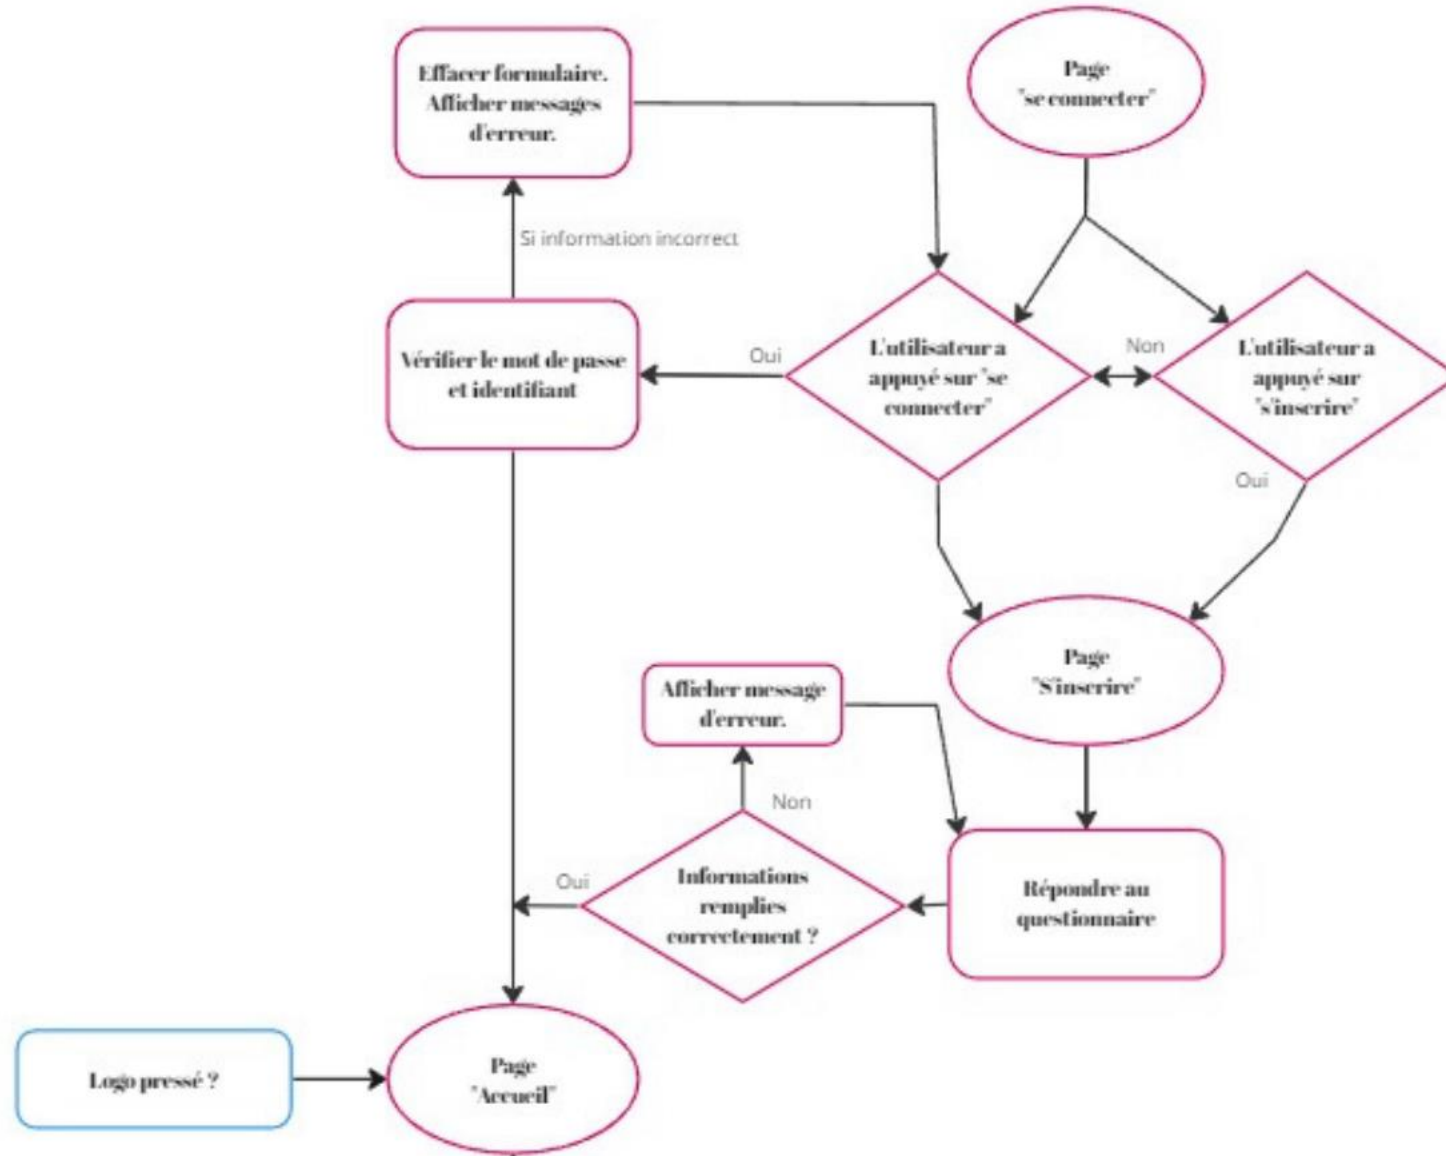 Effacer formulaire.
Afficher messages
d'erreur.
Page
"se connecter"
Si information incorrect
Vérifier le mot de passe
et identifiant
Oui
L'utilisateur a
appuyé sur "se
connecter"
Non
L'utilisateur a
appuyé sur
"s'inscrire"
Oui
Page
"S'inscrire"
Afficher message
d'erreur.
Non
Oui
Informations
remplies
correctement ?
Répondre au
questionnaire
Logo pressé ?
Page
"Accueil"